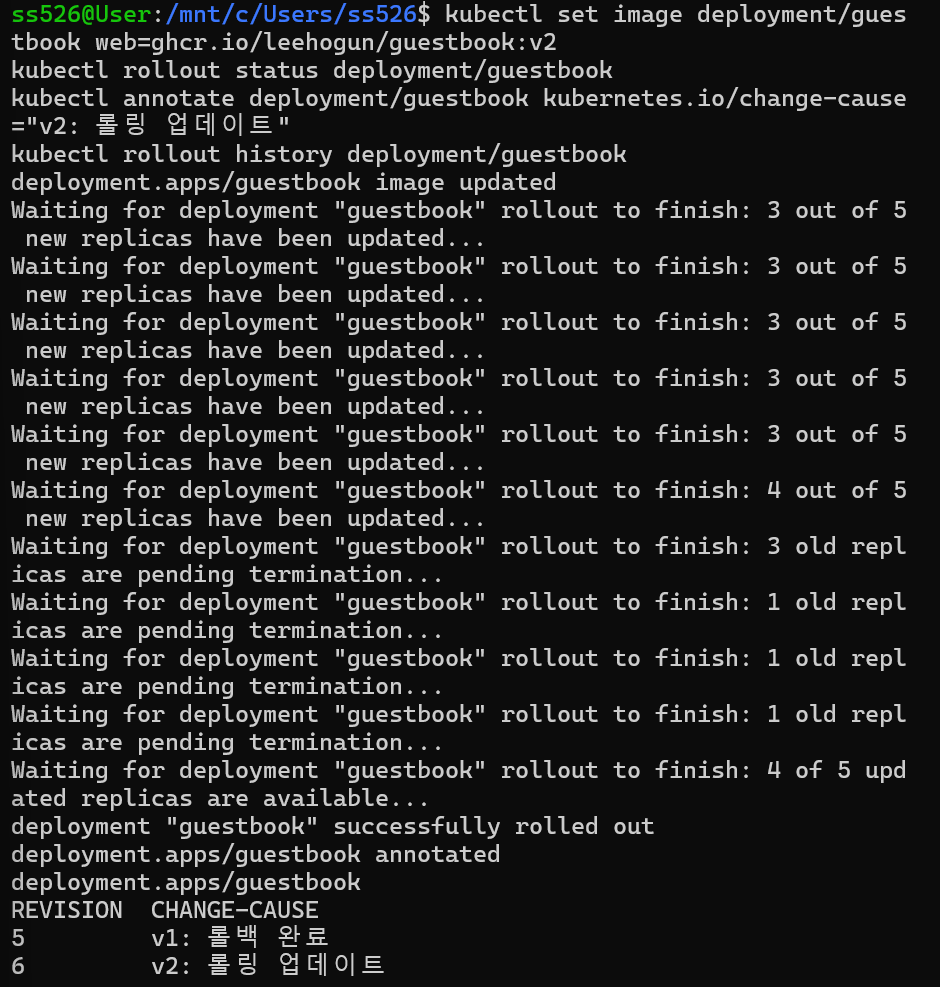 ss526@User:/mnt/c/Users/ss526$ kubectl set image deployment/gues
tbook web=ghcr.io/leehogun/guestbook:v2
kubectl rollout status deployment/guestbook
kubectl annotate deployment/guestbook kubernetes.io/change-cause
="v2: 롤링 업데이트"
kubectl rollout history deployment/guestbook
deployment.apps/guestbook image updated
Waiting for deployment "guestbook" rollout to finish: 3 out of 5
 new replicas have been updated...
Waiting for deployment "guestbook" rollout to finish: 3 out of 5
 new replicas have been updated...
Waiting for deployment "guestbook" rollout to finish: 3 out of 5
 new replicas have been updated...
Waiting for deployment "guestbook" rollout to finish: 3 out of 5
 new replicas have been updated...
Waiting for deployment "guestbook" rollout to finish: 3 out of 5
 new replicas have been updated...
Waiting for deployment "guestbook" rollout to finish: 4 out of 5
 new replicas have been updated...
Waiting for deployment "guestbook" rollout to finish: 3 old repl
icas are pending termination...
Waiting for deployment "guestbook" rollout to finish: 1 old repl
icas are pending termination...
Waiting for deployment "guestbook" rollout to finish: 1 old repl
icas are pending termination...
Waiting for deployment "guestbook" rollout to finish: 1 old repl
icas are pending termination...
Waiting for deployment "guestbook" rollout to finish: 4 of 5 upd
ated replicas are available...
deployment "guestbook" successfully rolled out
deployment.apps/guestbook annotated
deployment.apps/guestbook
REVISION  CHANGE-CAUSE
5         v1: 롤백 완료
6         v2: 롤링 업데이트